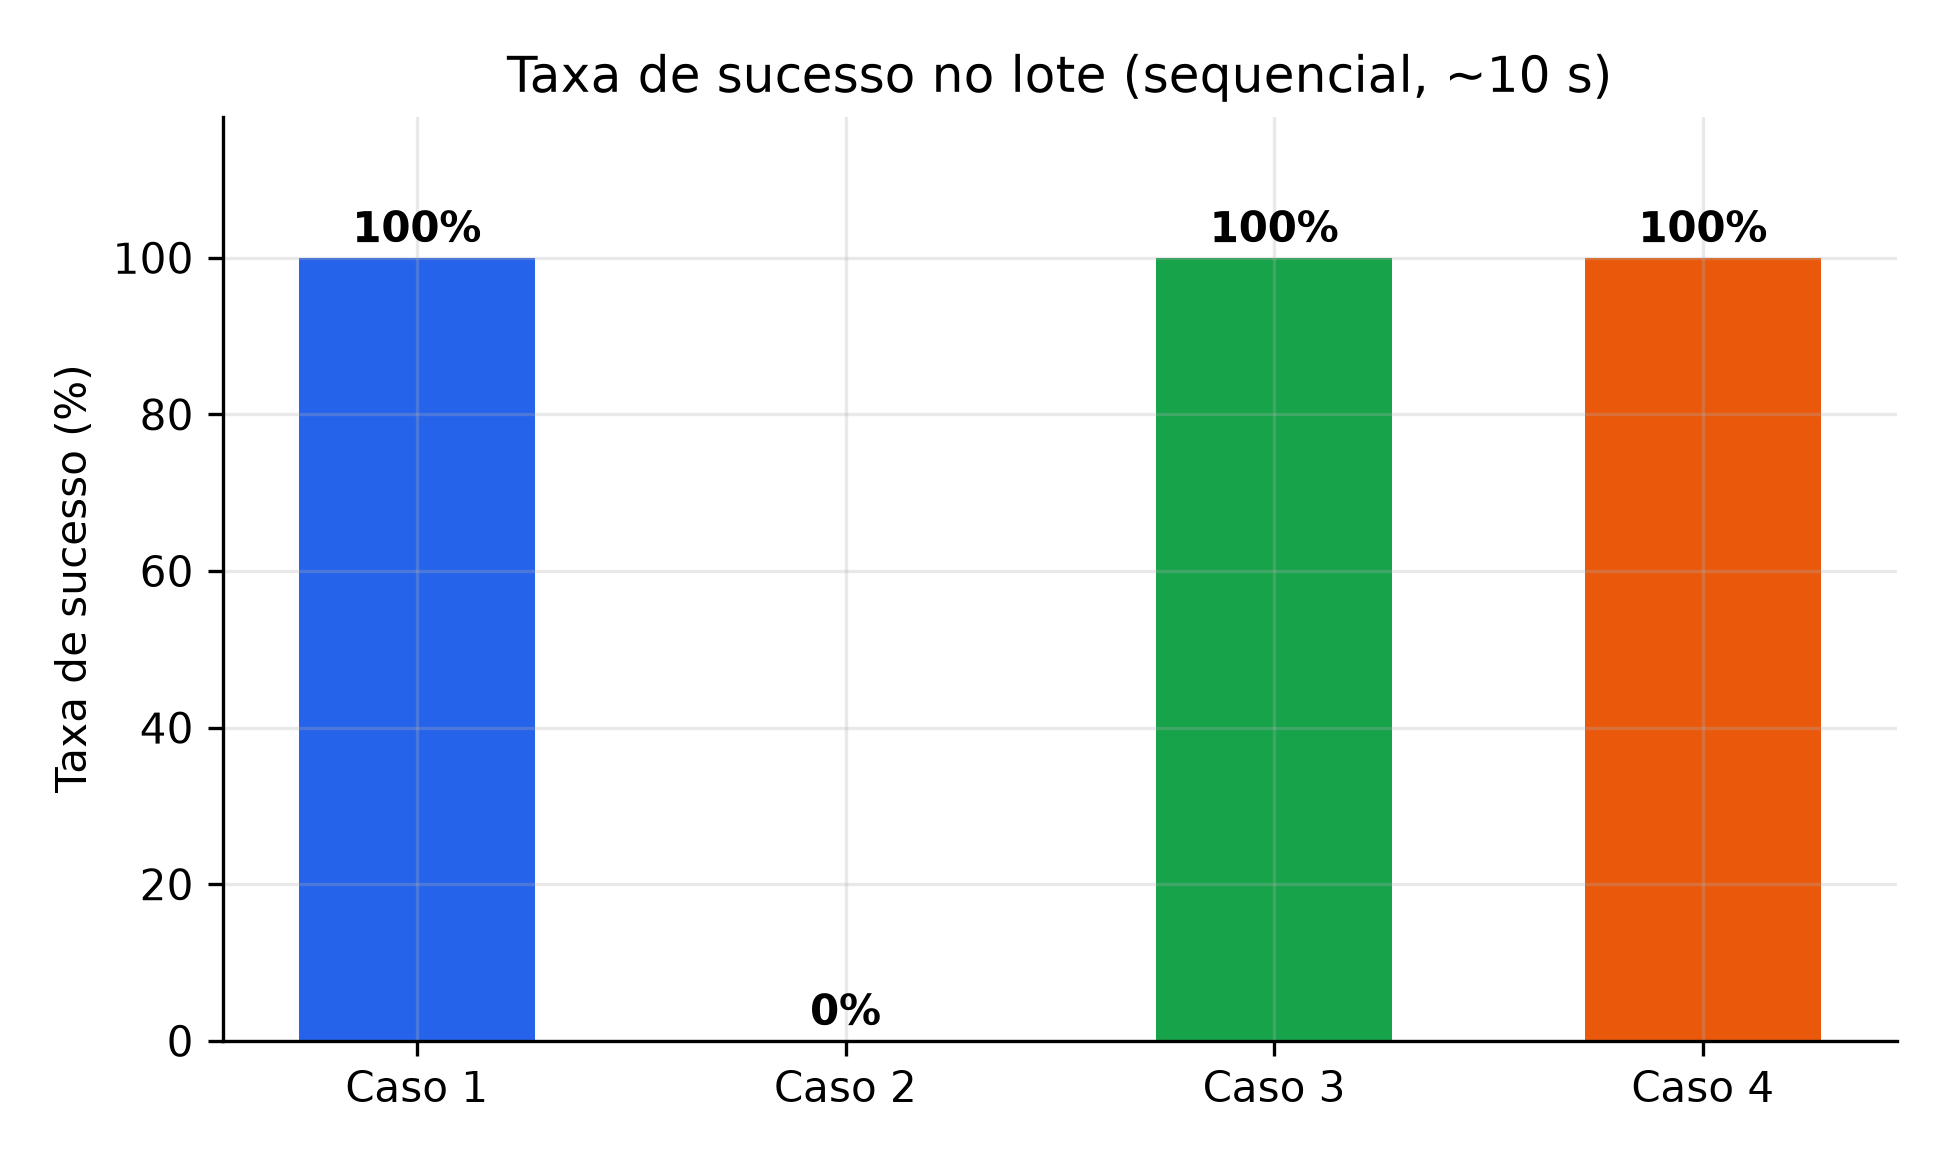 Taxa de sucesso no lote (sequencial, ~10 s)
Taxa de sucesso (%)
100
80
60
40
20
0
100%
0%
100%
100%
Caso 1
Caso 2
Caso 3
Caso 4